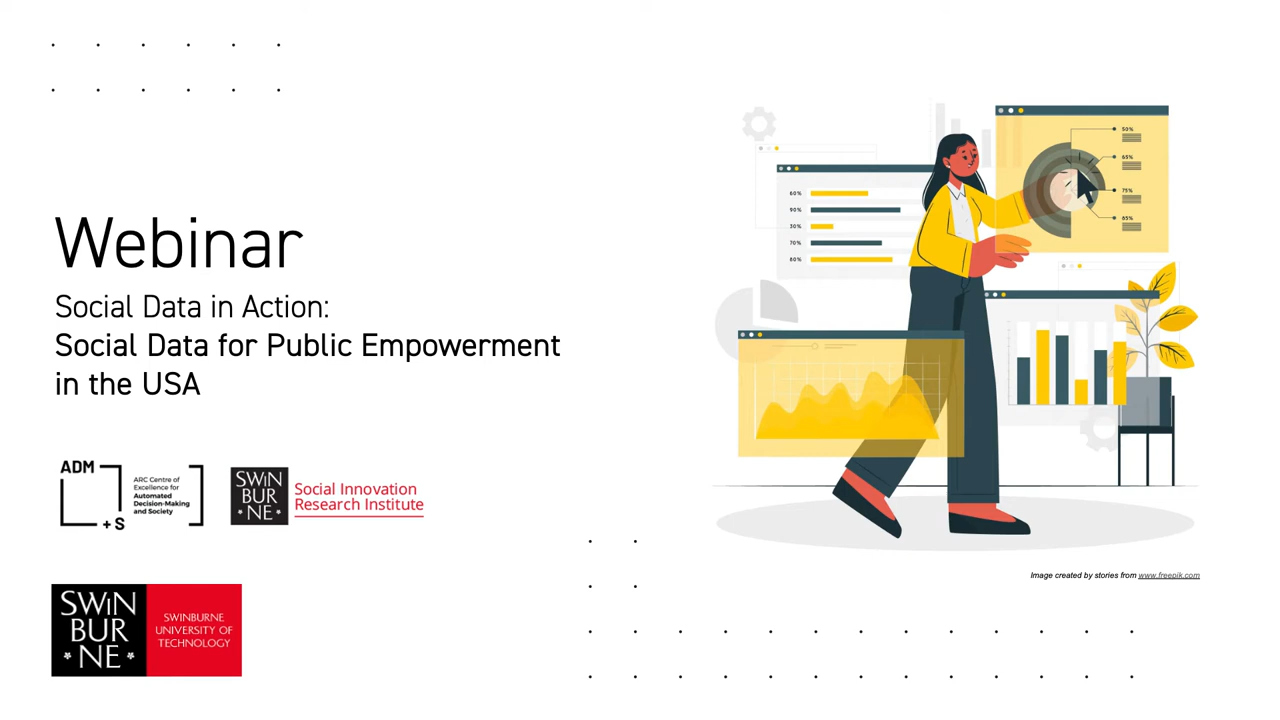 Webinar
Social Data in Action:
Social Data for Public Empowerment
in the USA
ADM
+S
ARC Centre of
Excellence for
Automated
Decision-Making
and Society
SWiN
BUR
NE
Social Innovation
Research Institute
SWiN
BUR
NE
SWINBURNE
UNIVERSITY OF
TECHNOLOGY
60%
90%
30%
70%
80%
50%
65%
75%
85%
Image created by stories from www.freepik.com